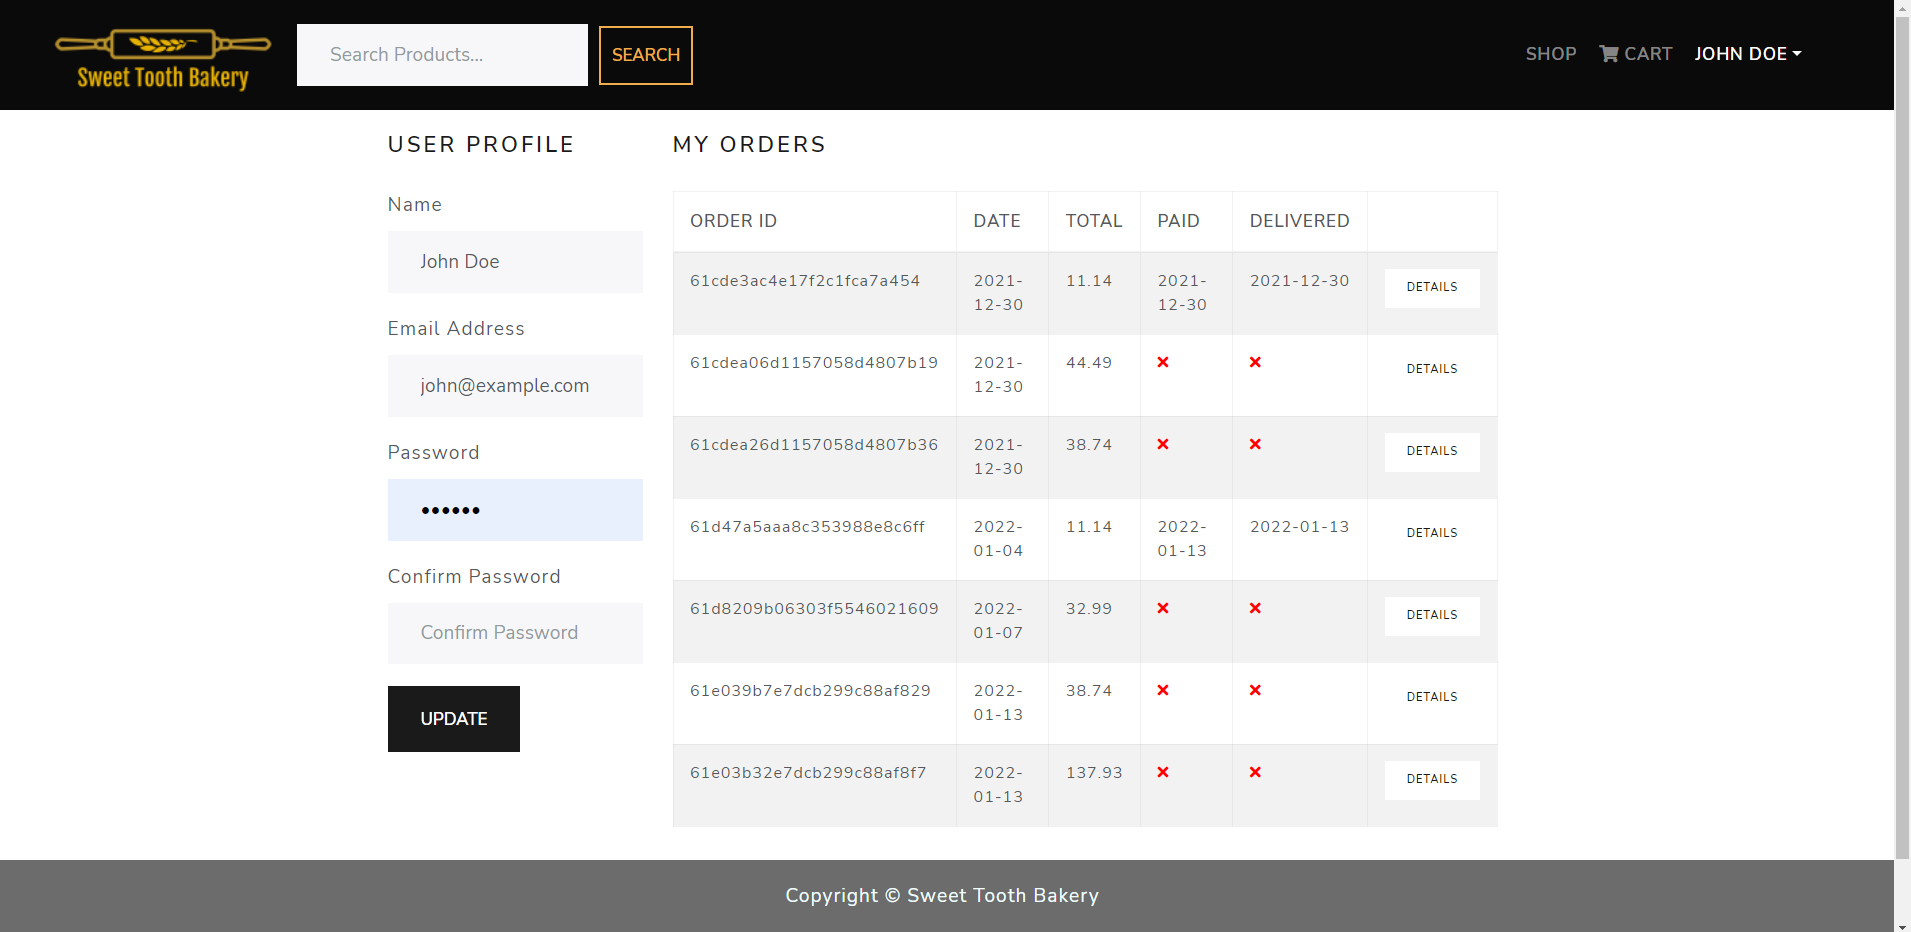 Sweet Tooth Bakery
Search Products...
SEARCH
SHOP
CART
JOHN DOE
USER PROFILE
Name
John Doe
Email Address
john@example.com
Password
••••••
Confirm Password
Confirm Password
UPDATE
MY ORDERS
ORDER ID DATE TOTAL PAID DELIVERED
61cde3ac4e17f2c1fca7a454 2021-12-30 11.14 2021-12-30 2021-12-30 DETAILS
61cdea06d1157058d4807b19 2021-12-30 44.49 DETAILS
61cdea26d1157058d4807b36 2021-12-30 38.74 DETAILS
61d47a5aaa8c353988e8c6ff 2022-01-04 11.14 2022-01-13 2022-01-13 DETAILS
61d8209b06303f5546021609 2022-01-07 32.99 DETAILS
61e039b7e7dcb299c88af829 2022-01-13 38.74 DETAILS
61e03b32e7dcb299c88af8f7 2022-01-13 137.93 DETAILS
Copyright © Sweet Tooth Bakery